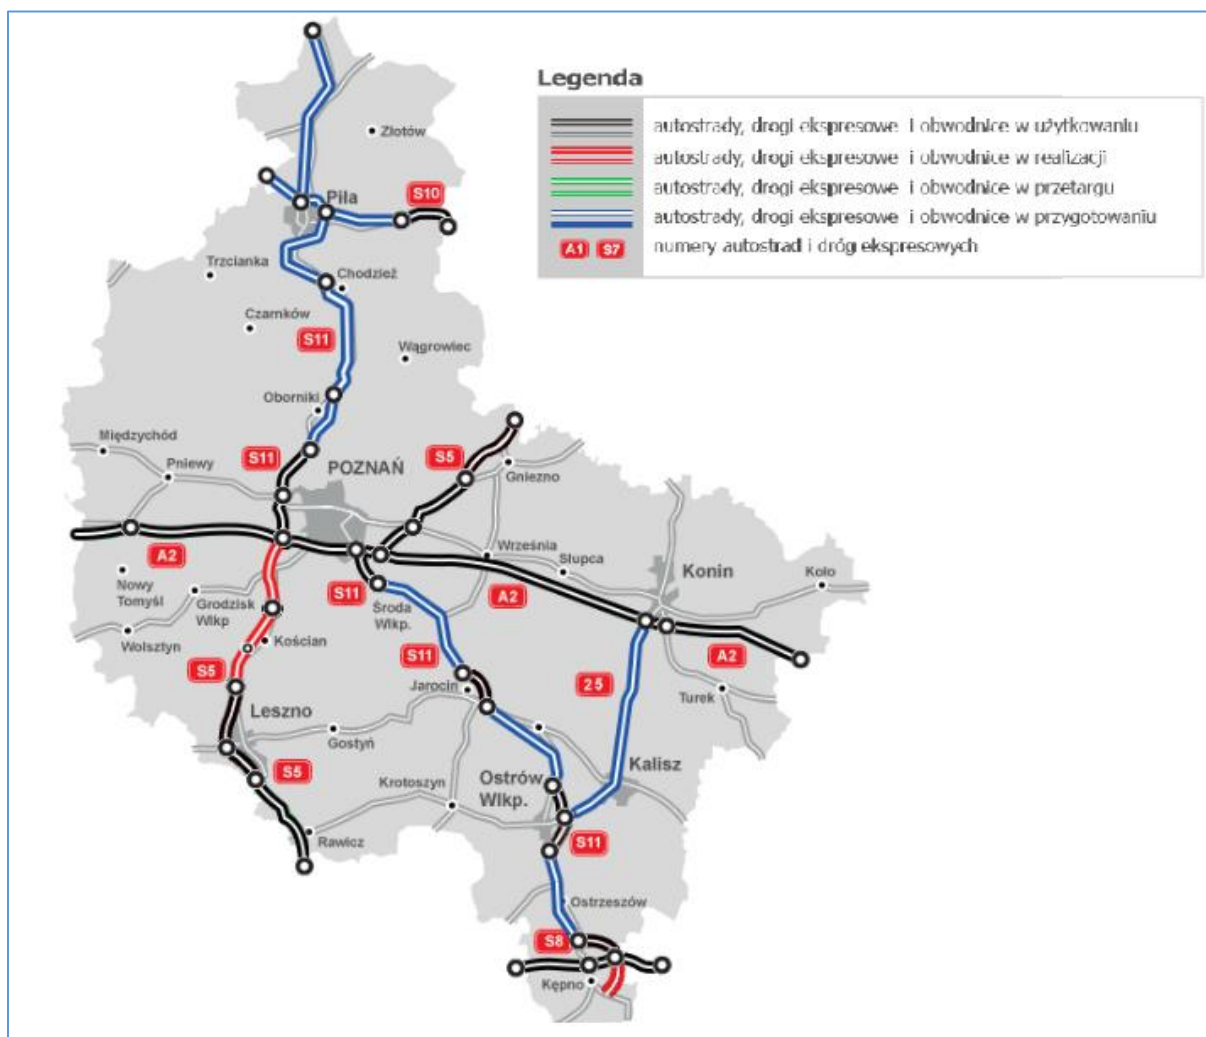 Legenda
autostrady, drogi ekspresowe i obwodnice w użytkowaniu
autostrady, drogi ekspresowe i obwodnice w realizacji
autostrady, drogi ekspresowe i obwodnice w przetargu
autostrady, drogi ekspresowe i obwodnice w przygotowaniu
A1 S7 numery autostrad i dróg ekspresowych
Złotów
Piła
S10
Trzcianka
Chodzież
Czarnków
S11
Wągrowiec
Oborniki
Międzychód
Pniewy
S11
POZNAŃ
S5
Gniezno
A2
Września
Słupca
Konin
Koło
Nowy
Tomyśl
Grodzisk
Wlkp
S11
Środa
Wlkp.
A2
Wolsztyn
Kościan
S5
S11
Jarocin
25
A2
Turek
Leszno
Gostyń
S5
Krotoszyn
Ostrów
Wlkp.
Kalisz
Rawicz
S11
Ostrzeszów
S8
Kępno